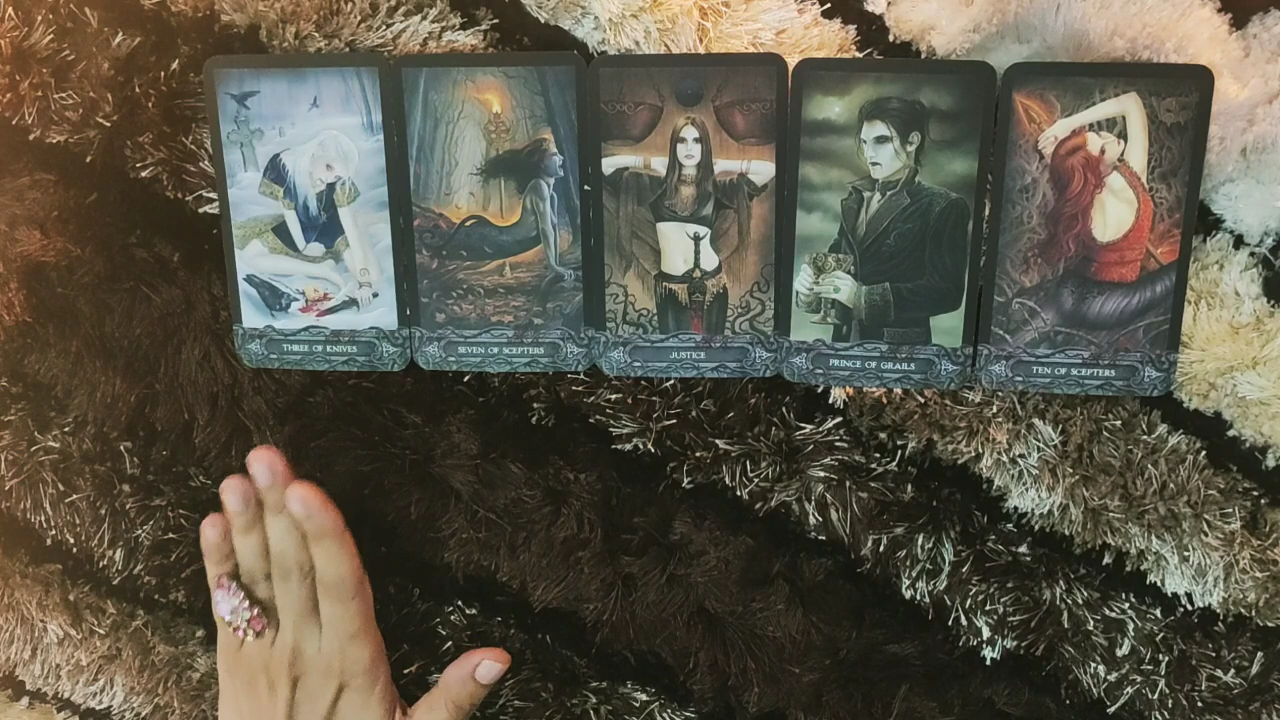 THREE OF KNIVES
SEVEN OF SCEPTERS
JUSTICE
PRINCE OF GRAILS
TEN OF SCEPTERS